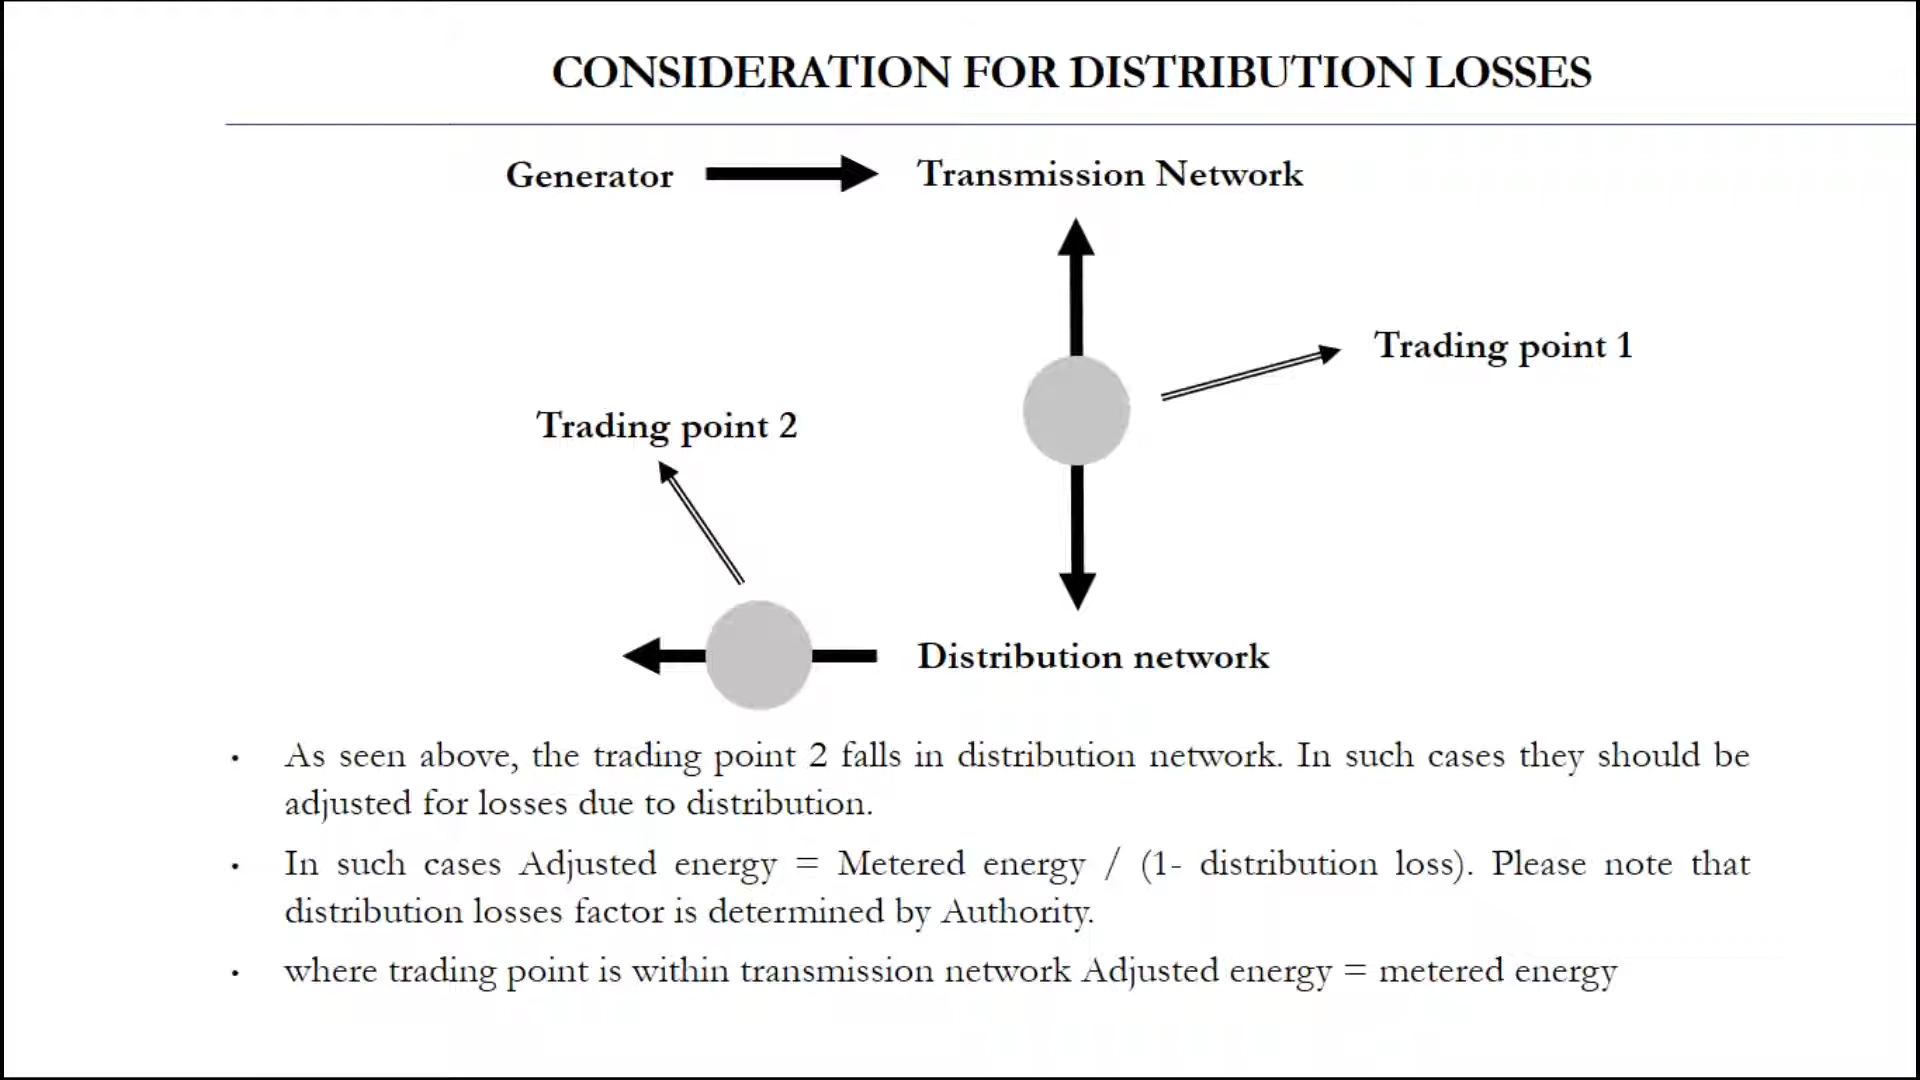 CONSIDERATION FOR DISTRIBUTION LOSSES
Generator
Transmission Network
Trading point 1
Trading point 2
Distribution network
• As seen above, the trading point 2 falls in distribution network. In such cases they should be
adjusted for losses due to distribution.
• In such cases Adjusted energy = Metered energy / (1- distribution loss). Please note that
distribution losses factor is determined by Authority.
• where trading point is within transmission network Adjusted energy = metered energy